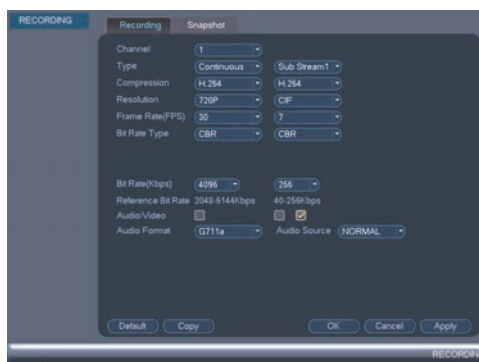 RECORDING
Recording Snapshot
Channel 1
Type Continuous Sub Stream1
Compression H.264 H.264
Resolution 720P CIF
Frame Rate(FPS) 30 7
Bit Rate Type CBR CBR
Bit Rate(Kbps) 4096 256
Reference Bit Rate 2048-6144Kbps 40-256Kbps
Audio/Video
Audio Format G711a Audio Source NORMAL
Default Copy OK Cancel Apply
RECORDIN